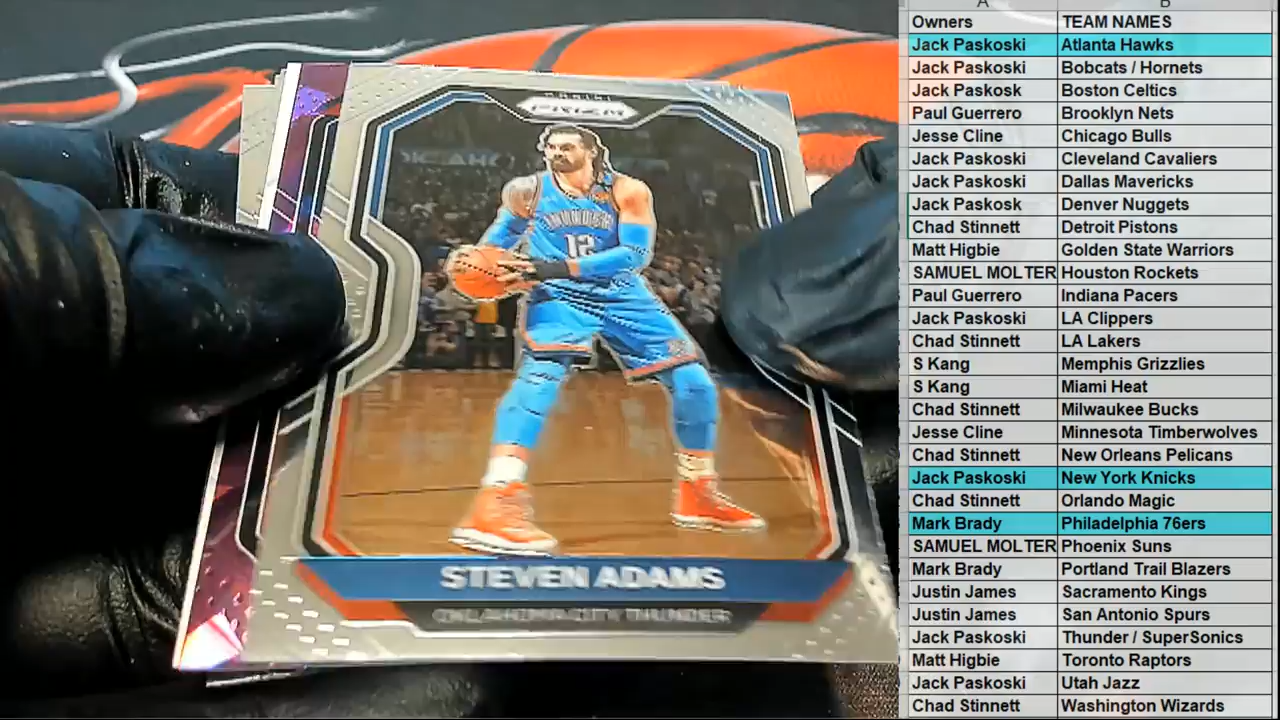 PANINI
PRIZM
THUNDER
12
STEVEN ADAMS
OKLAHOMA CITY THUNDER
A B
Owners TEAM NAMES
Jack Paskoski Atlanta Hawks
Jack Paskoski Bobcats / Hornets
Jack Paskosk Boston Celtics
Paul Guerrero Brooklyn Nets
Jesse Cline Chicago Bulls
Jack Paskoski Cleveland Cavaliers
Jack Paskoski Dallas Mavericks
Jack Paskosk Denver Nuggets
Chad Stinnett Detroit Pistons
Matt Higbie Golden State Warriors
SAMUEL MOLTER Houston Rockets
Paul Guerrero Indiana Pacers
Jack Paskoski LA Clippers
Chad Stinnett LA Lakers
S Kang Memphis Grizzlies
S Kang Miami Heat
Chad Stinnett Milwaukee Bucks
Jesse Cline Minnesota Timberwolves
Chad Stinnett New Orleans Pelicans
Jack Paskoski New York Knicks
Chad Stinnett Orlando Magic
Mark Brady Philadelphia 76ers
SAMUEL MOLTER Phoenix Suns
Mark Brady Portland Trail Blazers
Justin James Sacramento Kings
Justin James San Antonio Spurs
Jack Paskoski Thunder / SuperSonics
Matt Higbie Toronto Raptors
Jack Paskoski Utah Jazz
Chad Stinnett Washington Wizards